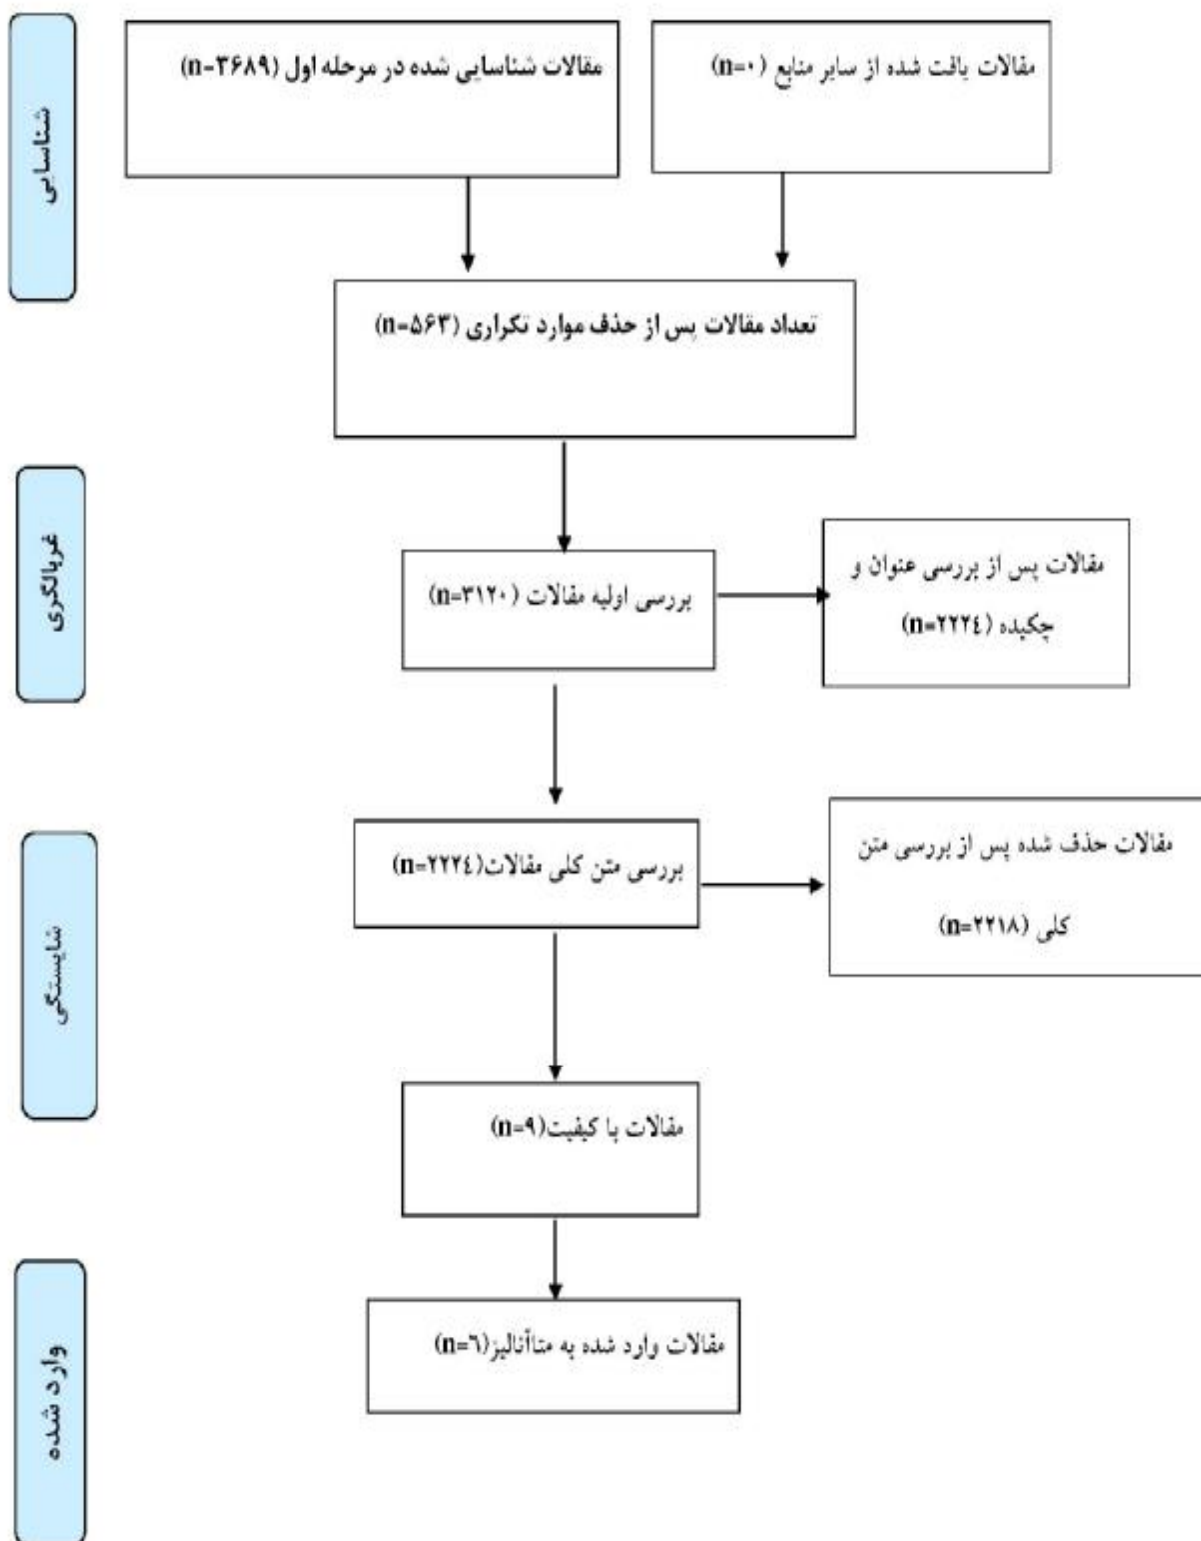 شناسایی
مقالات یافت شده از سایر منابع (n=۰)
مقالات شناسایی شده در مرحله اول (n=۳۶۸۹)
تعداد مقالات پس از حذف موارد تکراری (n=۵۶۳)
غربالگری
بررسی اولیه مقالات (n=۳۱۲۰)
مقالات پس از بررسی عنوان و
چکیده (n=۲۲۲٤)
شایستگی
بررسی متن کلی مقالات(n=۲۲۲٤)
مقالات حذف شده پس از بررسی متن
کلی (n=۲۲۱۸)
مقالات با کیفیت(n=۹)
وارد شده
مقالات وارد شده به متاآنالیز(n=٦)